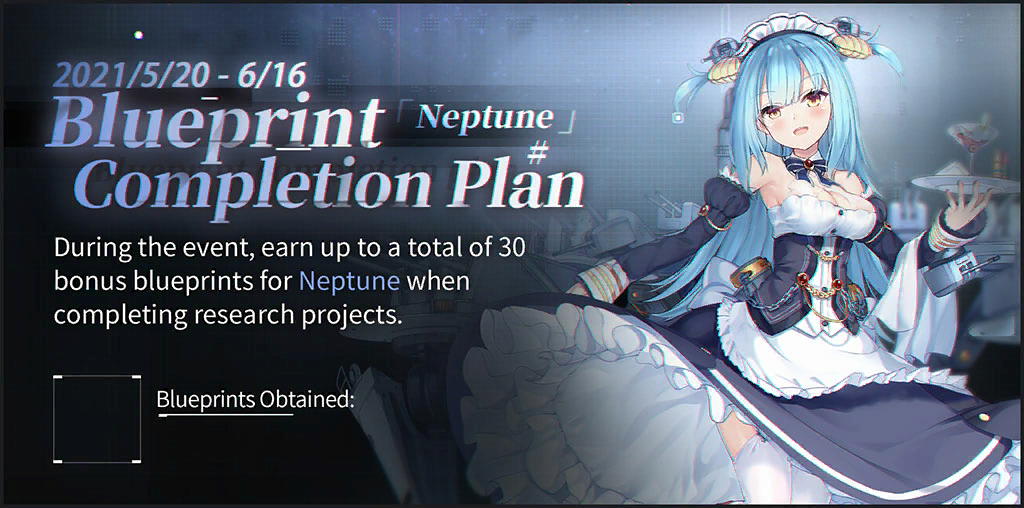 2021/5/20 - 6/16
Blueprint 「Neptune」
Completion Plan #
During the event, earn up to a total of 30
bonus blueprints for Neptune when
completing research projects.
Blueprints Obtained: